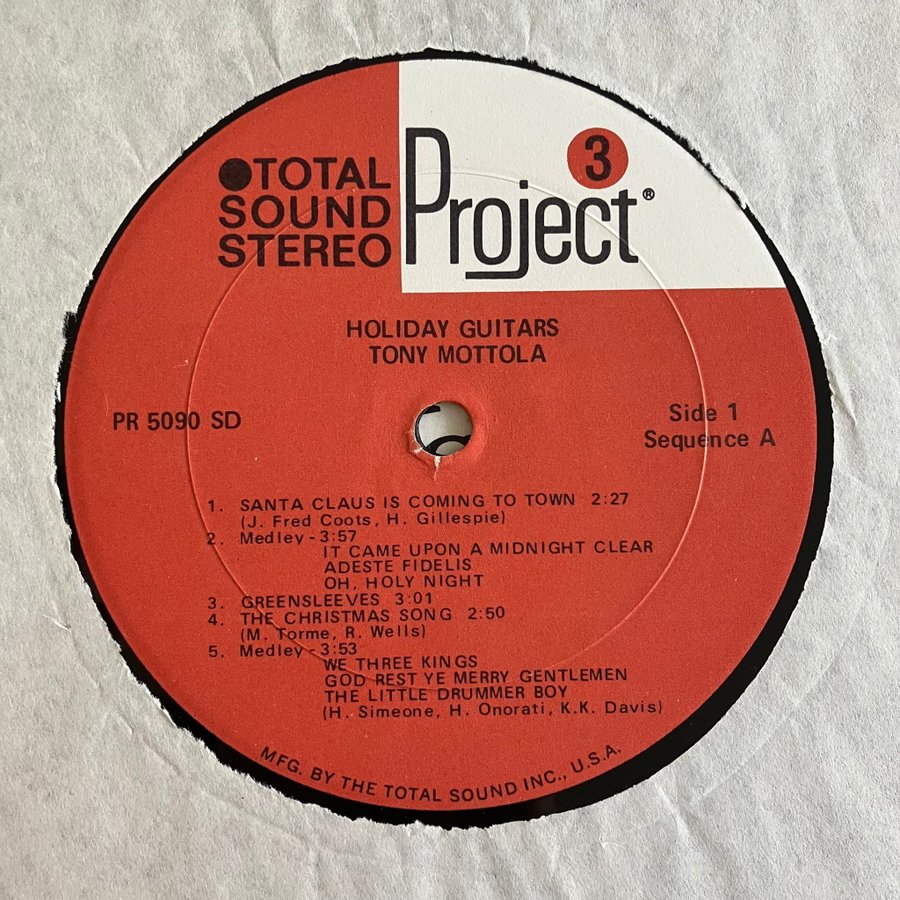 ●TOTAL
SOUND
STEREO
Project 3®
HOLIDAY GUITARS
TONY MOTTOLA
PR 5090 SD
Side 1
Sequence A
1. SANTA CLAUS IS COMING TO TOWN 2:27
(J. Fred Coots, H. Gillespie)
2. Medley - 3:57
IT CAME UPON A MIDNIGHT CLEAR
ADESTE FIDELIS
OH, HOLY NIGHT
3. GREENSLEEVES 3:01
4. THE CHRISTMAS SONG 2:50
(M. Torme, R. Wells)
5. Medley - 3:53
WE THREE KINGS
GOD REST YE MERRY GENTLEMEN
THE LITTLE DRUMMER BOY
(H. Simeone, H. Onorati, K.K. Davis)
MFG. BY THE TOTAL SOUND INC., U.S.A.